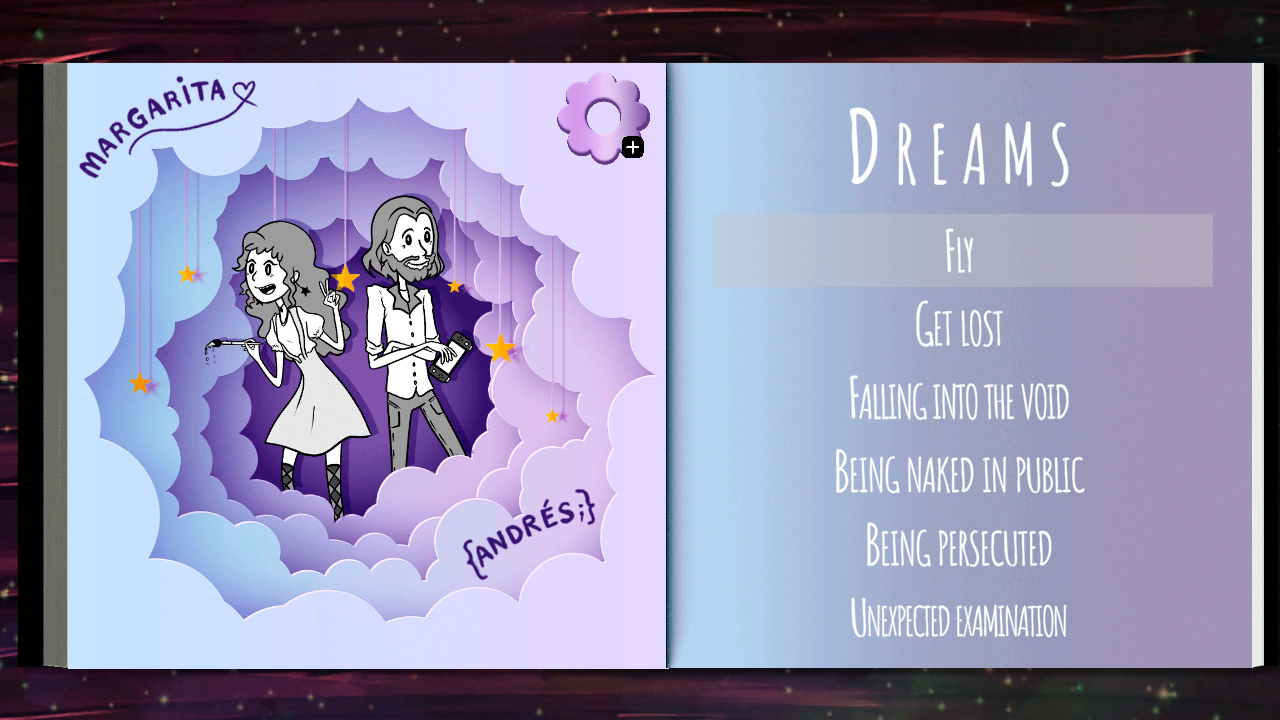 MARGARITA
{ANDRÉS;}
DREAMS
FLY
GET LOST
FALLING INTO THE VOID
BEING NAKED IN PUBLIC
BEING PERSECUTED
UNEXPECTED EXAMINATION